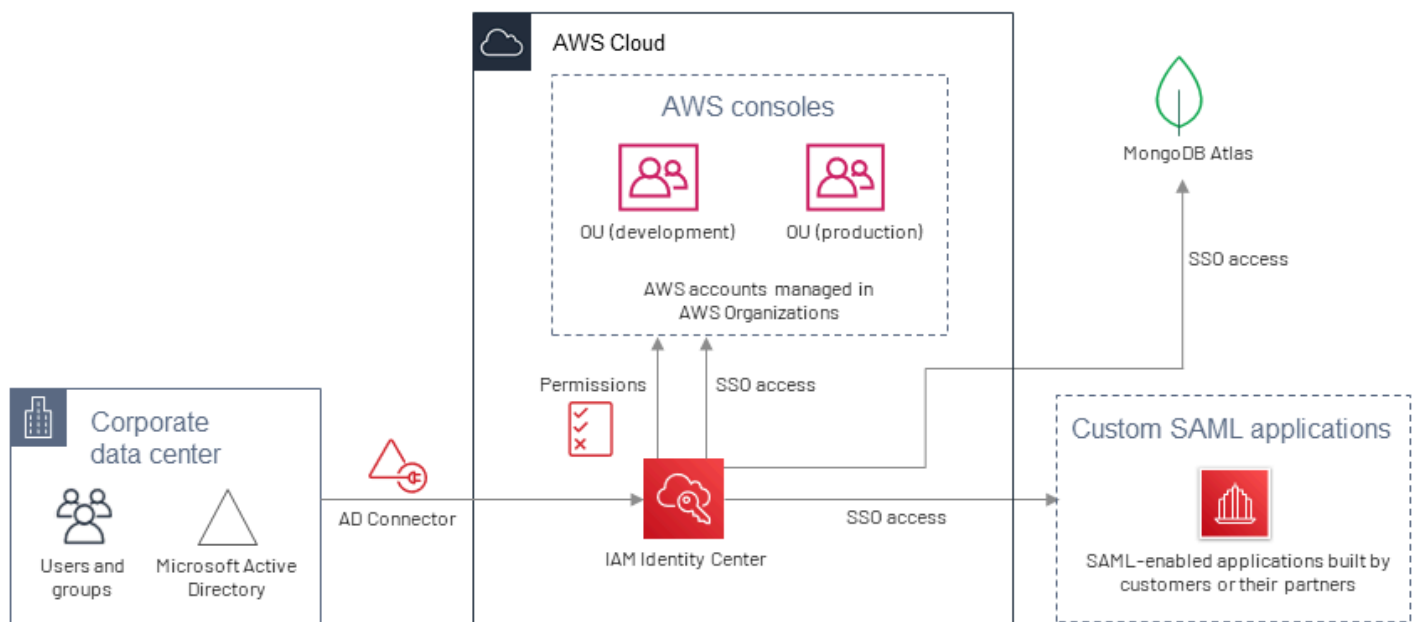 AWS Cloud
AWS consoles
OU (development)
OU (production)
AWS accounts managed in
AWS Organizations
MongoDB Atlas
SSO access
Permissions
SSO access
Corporate
data center
Users and
groups
Microsoft Active
Directory
AD Connector
IAM Identity Center
SSO access
Custom SAML applications
SAML-enabled applications built by
customers or their partners